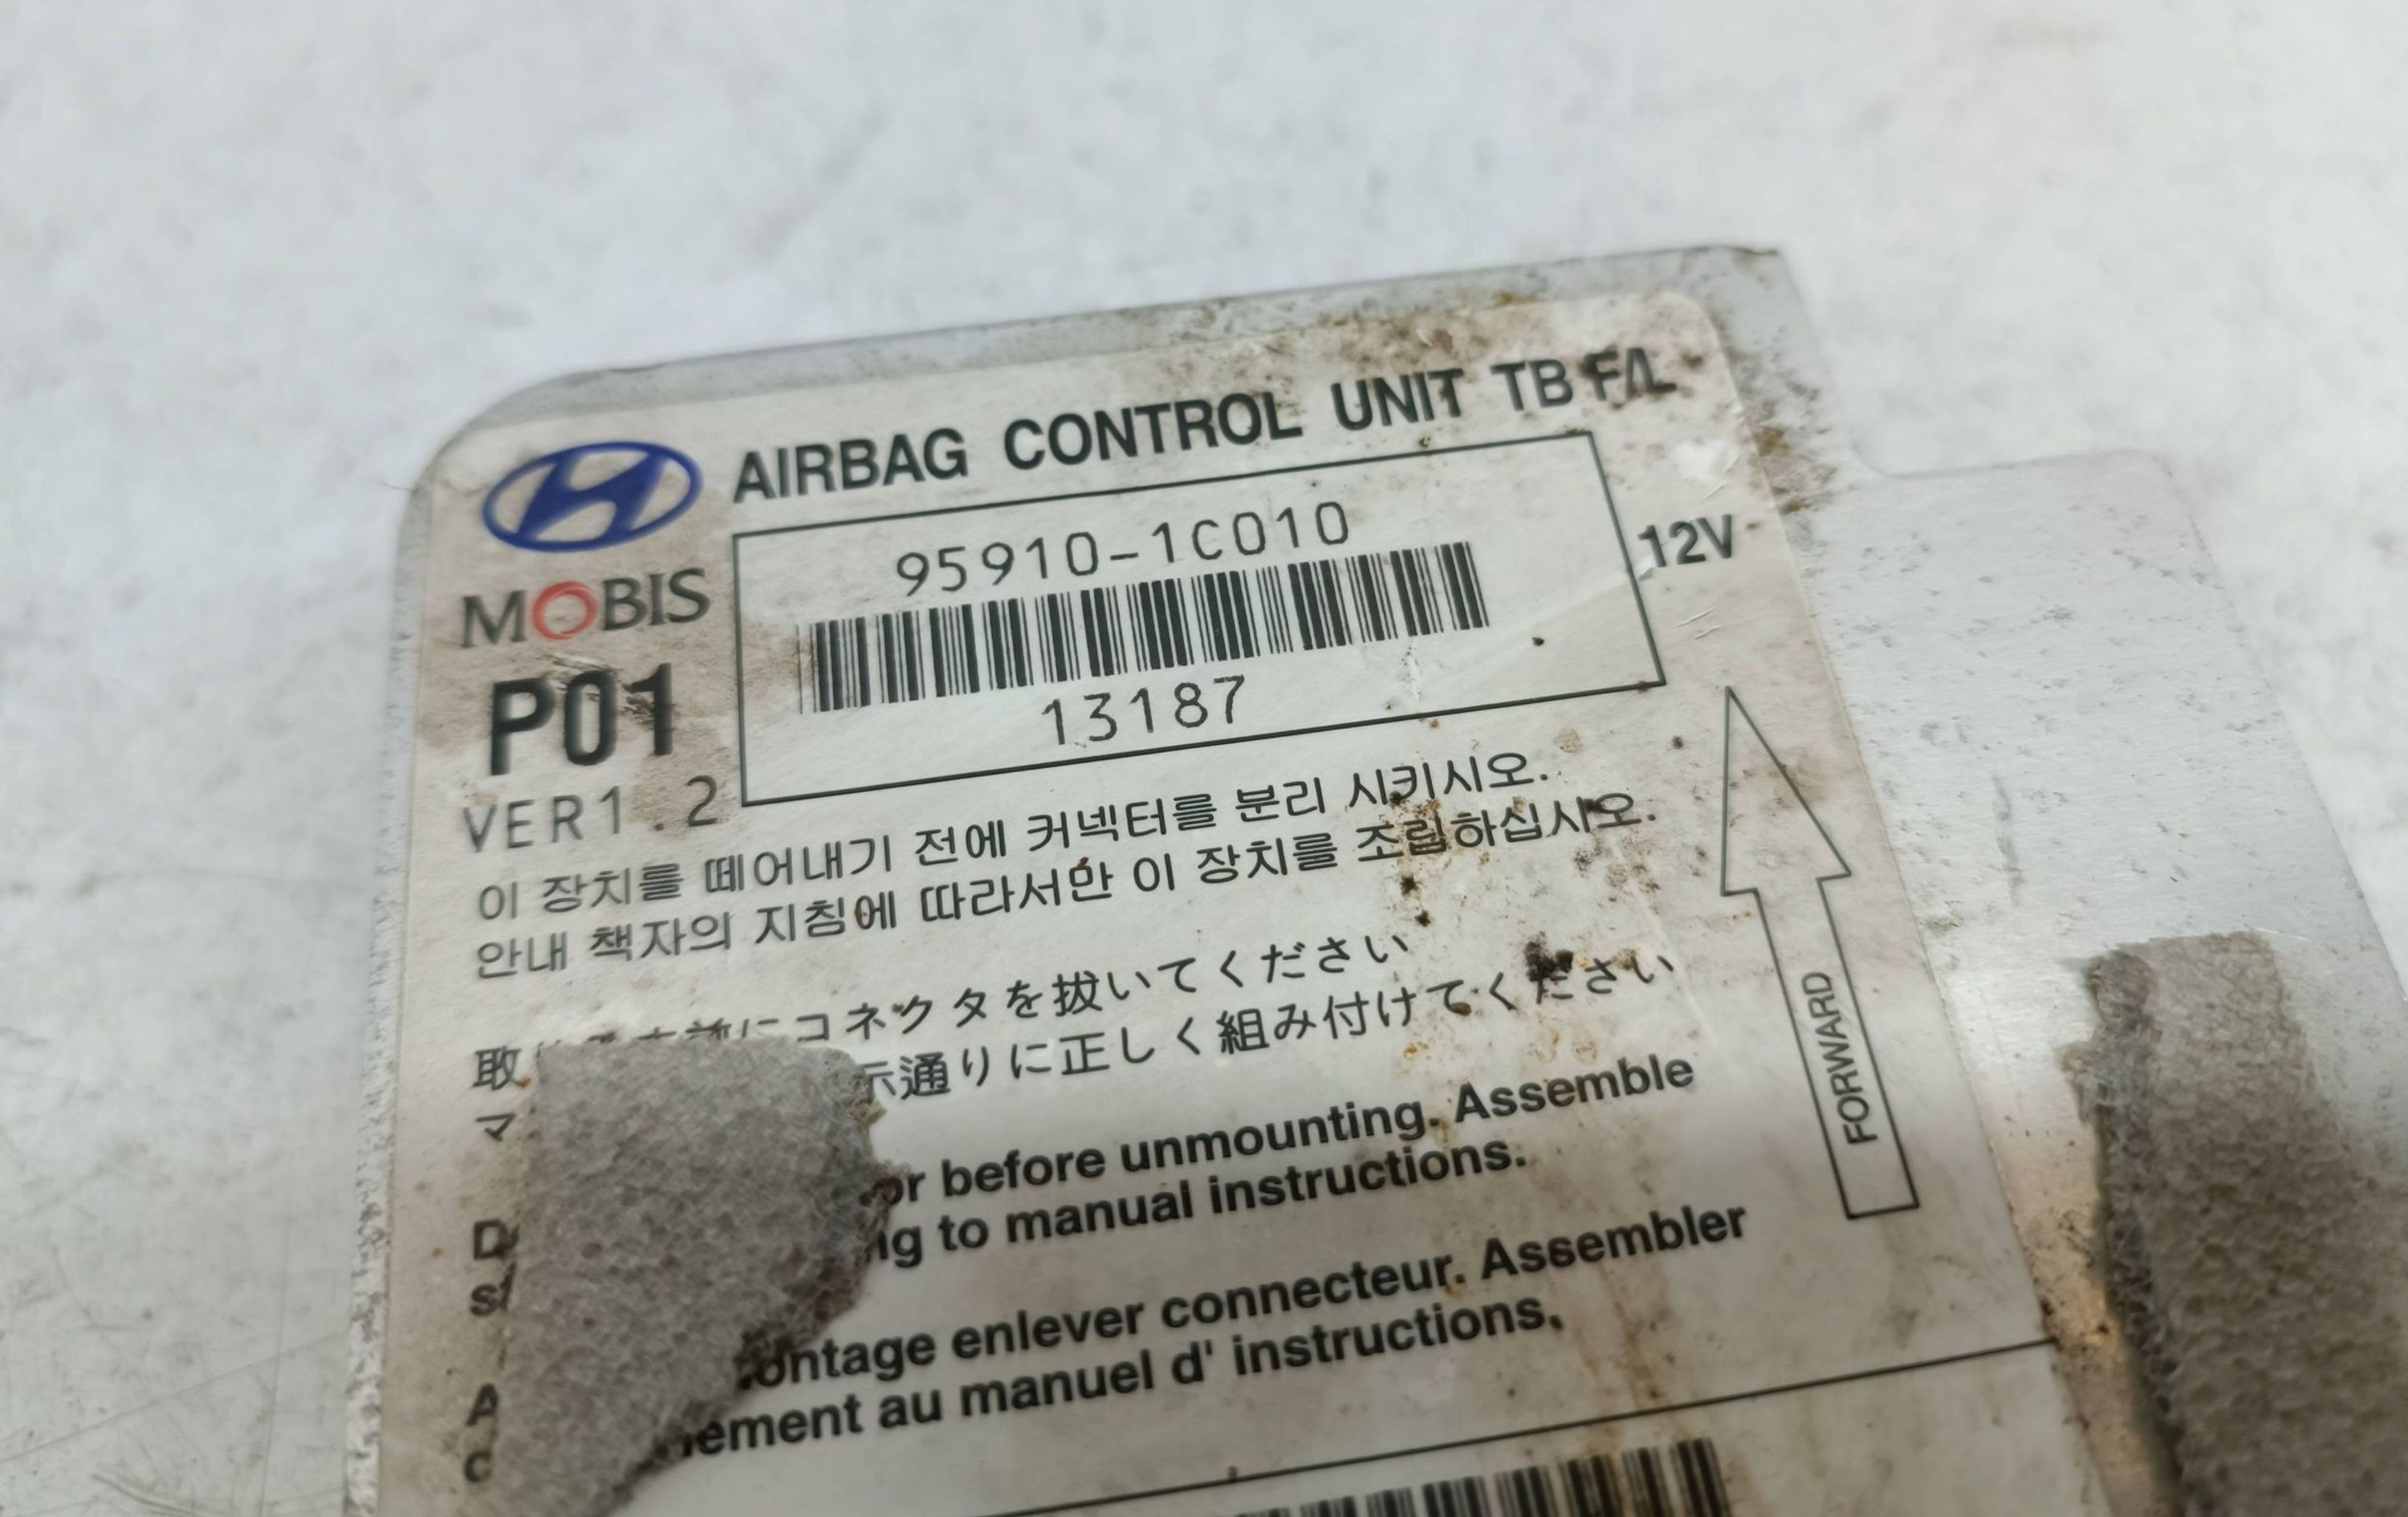 AIRBAG CONTROL UNIT TB F/L
95910-1C010
13187
12V
MOBIS
P01
VER1.2
이 장치를 떼어내기 전에 커넥터를 분리 시키시오.
안내 책자의 지침에 따라서만 이 장치를 조립하십시오.
取 にコネクタを抜いてください
マ 示通りに正しく組み付けてください
before unmounting. Assemble
to manual instructions.
enlever connecteur. Assembler
au manuel d' instructions.
FORWARD